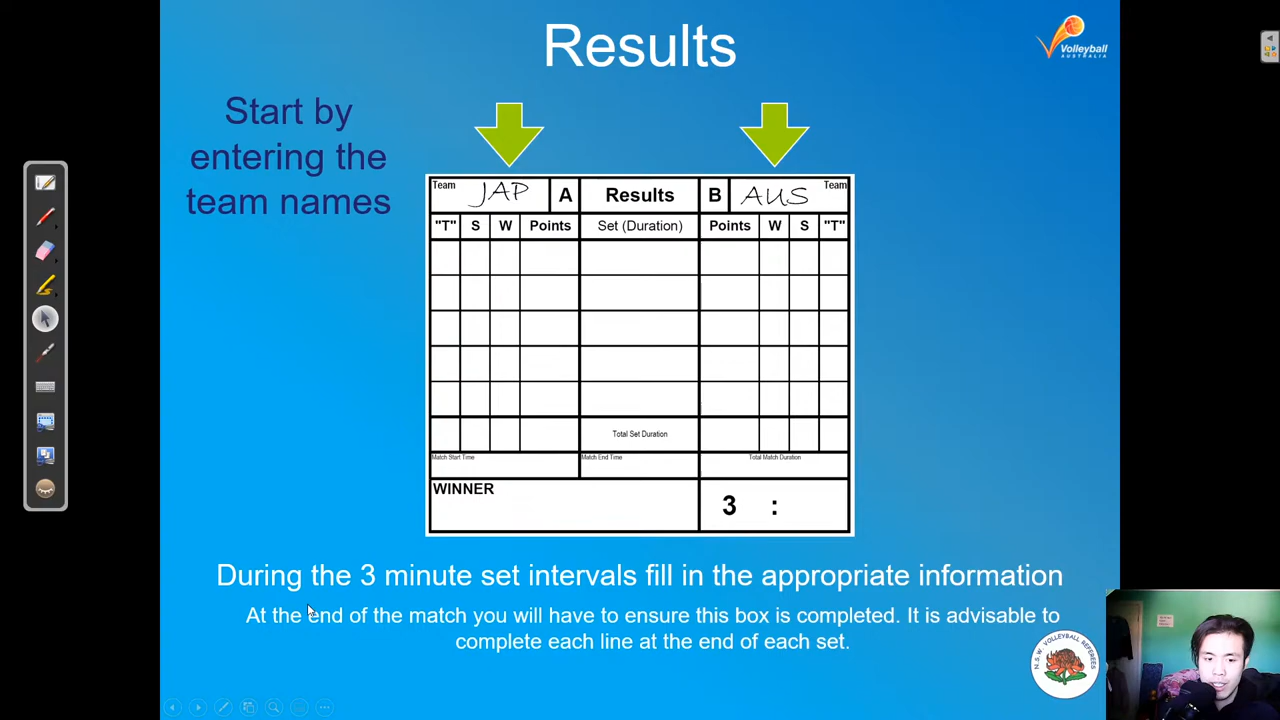 Results
Volleyball
AUSTRALIA
Start by
entering the
team names
Team JAP A Results B AUS Team
"T" S W Points Set (Duration) Points W S "T"
Total Set Duration
Match Start Time Match End Time Total Match Duration
WINNER 3 :
During the 3 minute set intervals fill in the appropriate information
At the end of the match you will have to ensure this box is completed. It is advisable to
complete each line at the end of each set.
N.S.W. VOLLEYBALL REFEREES